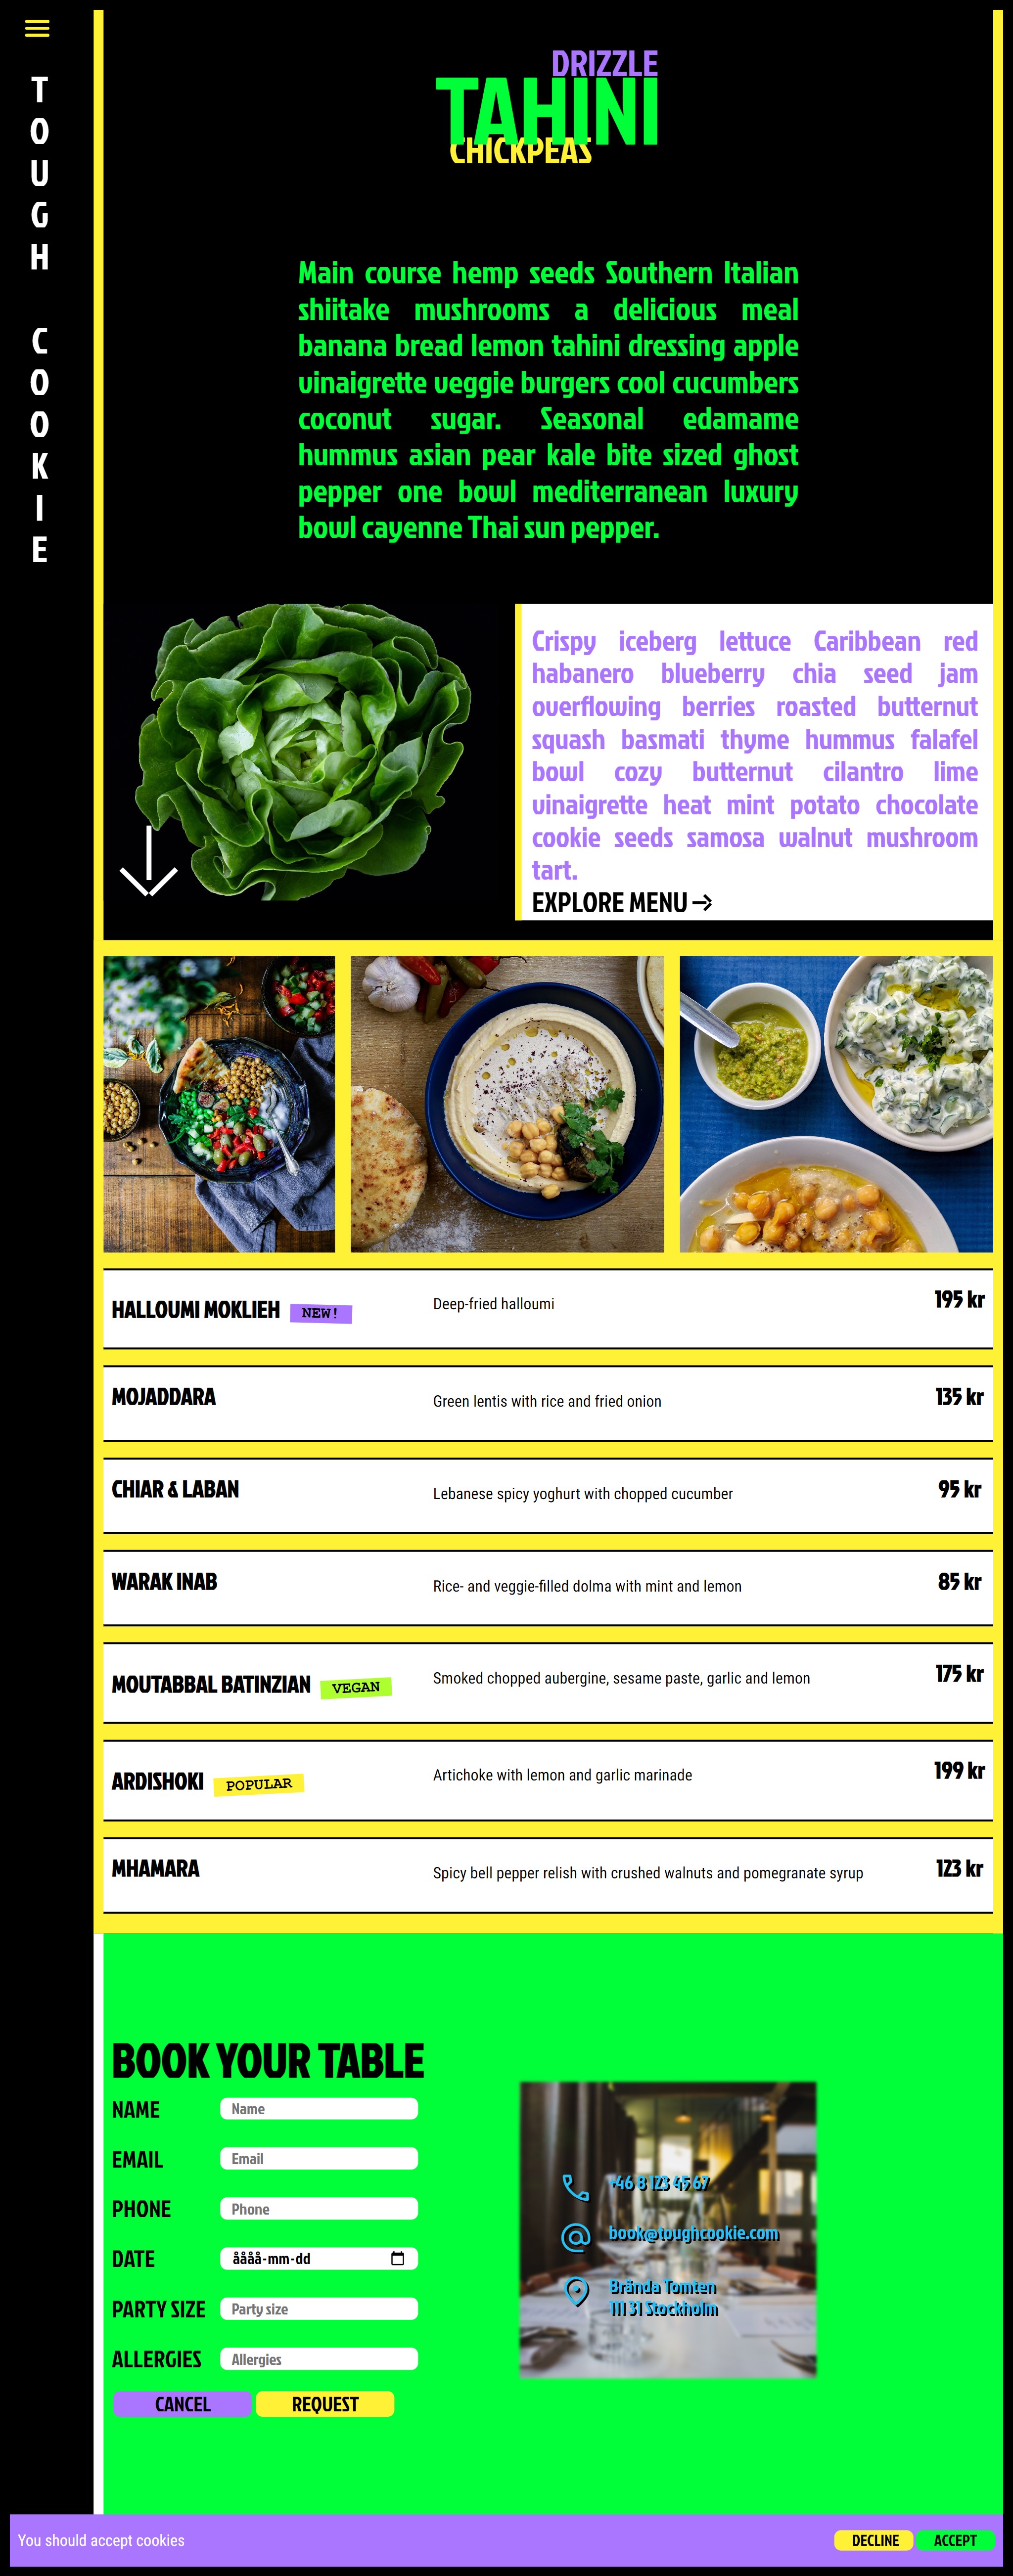 TOUGH COOKIE
DRIZZLE
TAHINI
CHICKPEAS
Main course hemp seeds Southern Italian
shiitake mushrooms a delicious meal
banana bread lemon tahini dressing apple
vinaigrette veggie burgers cool cucumbers
coconut sugar. Seasonal edamame
hummus asian pear kale bite sized ghost
pepper one bowl mediterranean luxury
bowl cayenne Thai sun pepper.
Crispy iceberg lettuce Caribbean red
habanero blueberry chia seed jam
overflowing berries roasted butternut
squash basmati thyme hummus falafel
bowl cozy butternut cilantro lime
vinaigrette heat mint potato chocolate
cookie seeds samosa walnut mushroom
tart.
EXPLORE MENU
HALLOUMI MOKLIEH NEW! Deep-fried halloumi 195 kr
MOJADDARA Green lentis with rice and fried onion 135 kr
CHIAR & LABAN Lebanese spicy yoghurt with chopped cucumber 95 kr
WARAK INAB Rice- and veggie-filled dolma with mint and lemon 85 kr
MOUTABBAL BATINZIAN VEGAN Smoked chopped aubergine, sesame paste, garlic and lemon 175 kr
ARDISHOKI POPULAR Artichoke with lemon and garlic marinade 199 kr
MHAMARA Spicy bell pepper relish with crushed walnuts and pomegranate syrup 123 kr
BOOK YOUR TABLE
NAME Name
EMAIL Email
PHONE Phone
DATE åååå-mm-dd
PARTY SIZE Party size
ALLERGIES Allergies
CANCEL REQUEST
+46 8 123 45 67
book@toughcookie.com
Brända Tomten
111 31 Stockholm
You should accept cookies DECLINE ACCEPT